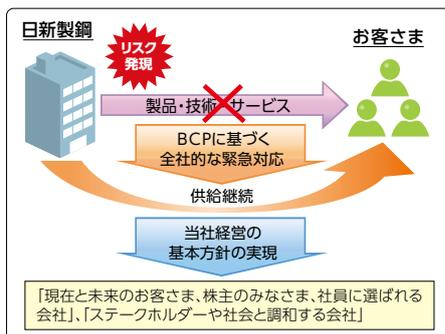 日新製鋼
リスク
発現
お客さま
製品・技術・サービス
BCPに基づく
全社的な緊急対応
供給継続
当社経営の
基本方針の実現
「現在と未来のお客さま、株主のみなさま、社員に選ばれる
会社」、「ステークホルダーや社会と調和する会社」